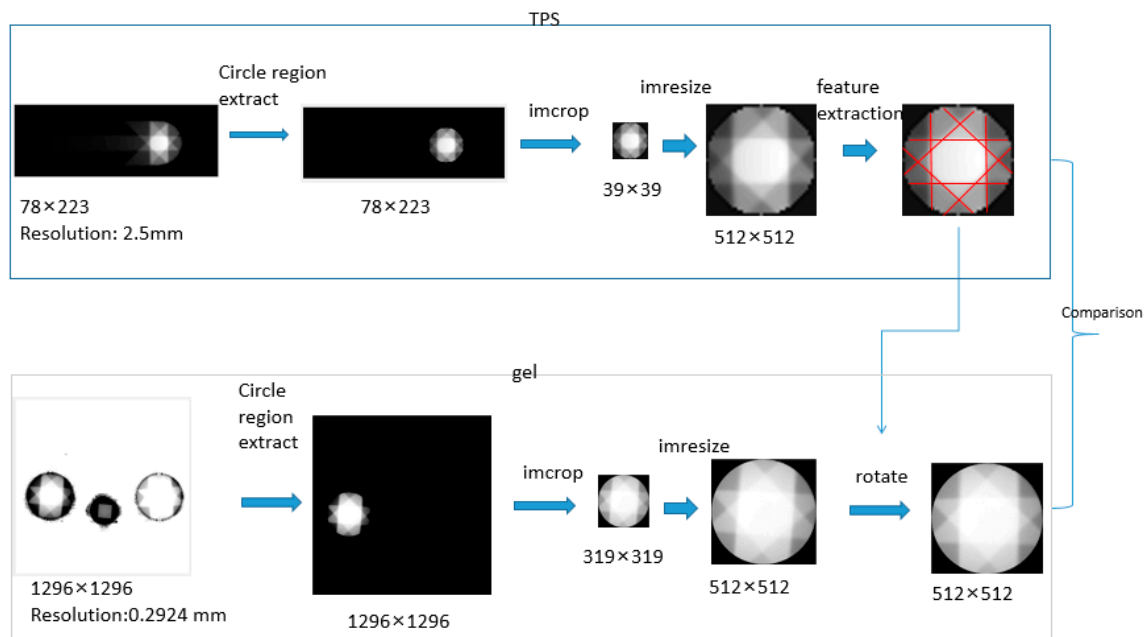 TPS
Circle region
extract
imcrop
imresize
feature
extraction
78×223
Resolution: 2.5mm
78×223
39×39
512×512
Comparison
gel
Circle
region
extract
imcrop
imresize
rotate
1296×1296
Resolution:0.2924 mm
1296×1296
319×319
512×512
512×512